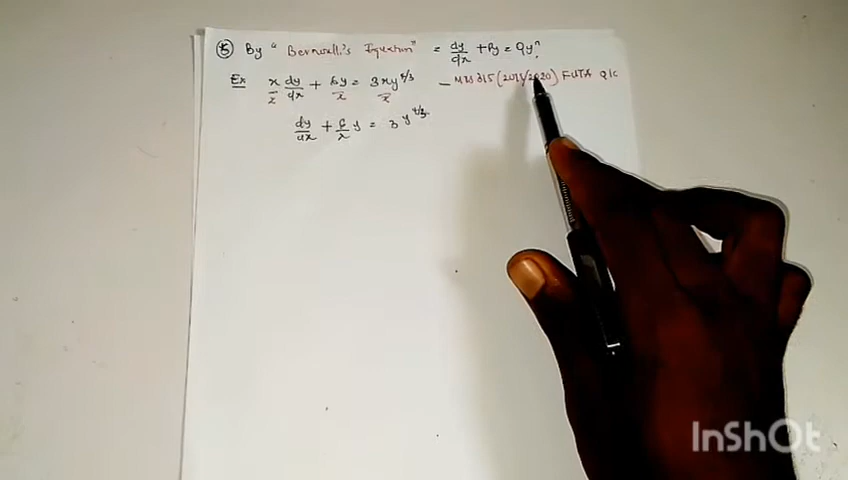 ⑤ By "Bernoulli's Equation" = dy/dx + Py = Qy^n.
Ex x/x dy/dx + 6y/x = 3xy^4/3 /x – MTS 315 (2019/2020) FUTA Q1C
dy/dx + 6/x y = 3y^4/3.
InShOt